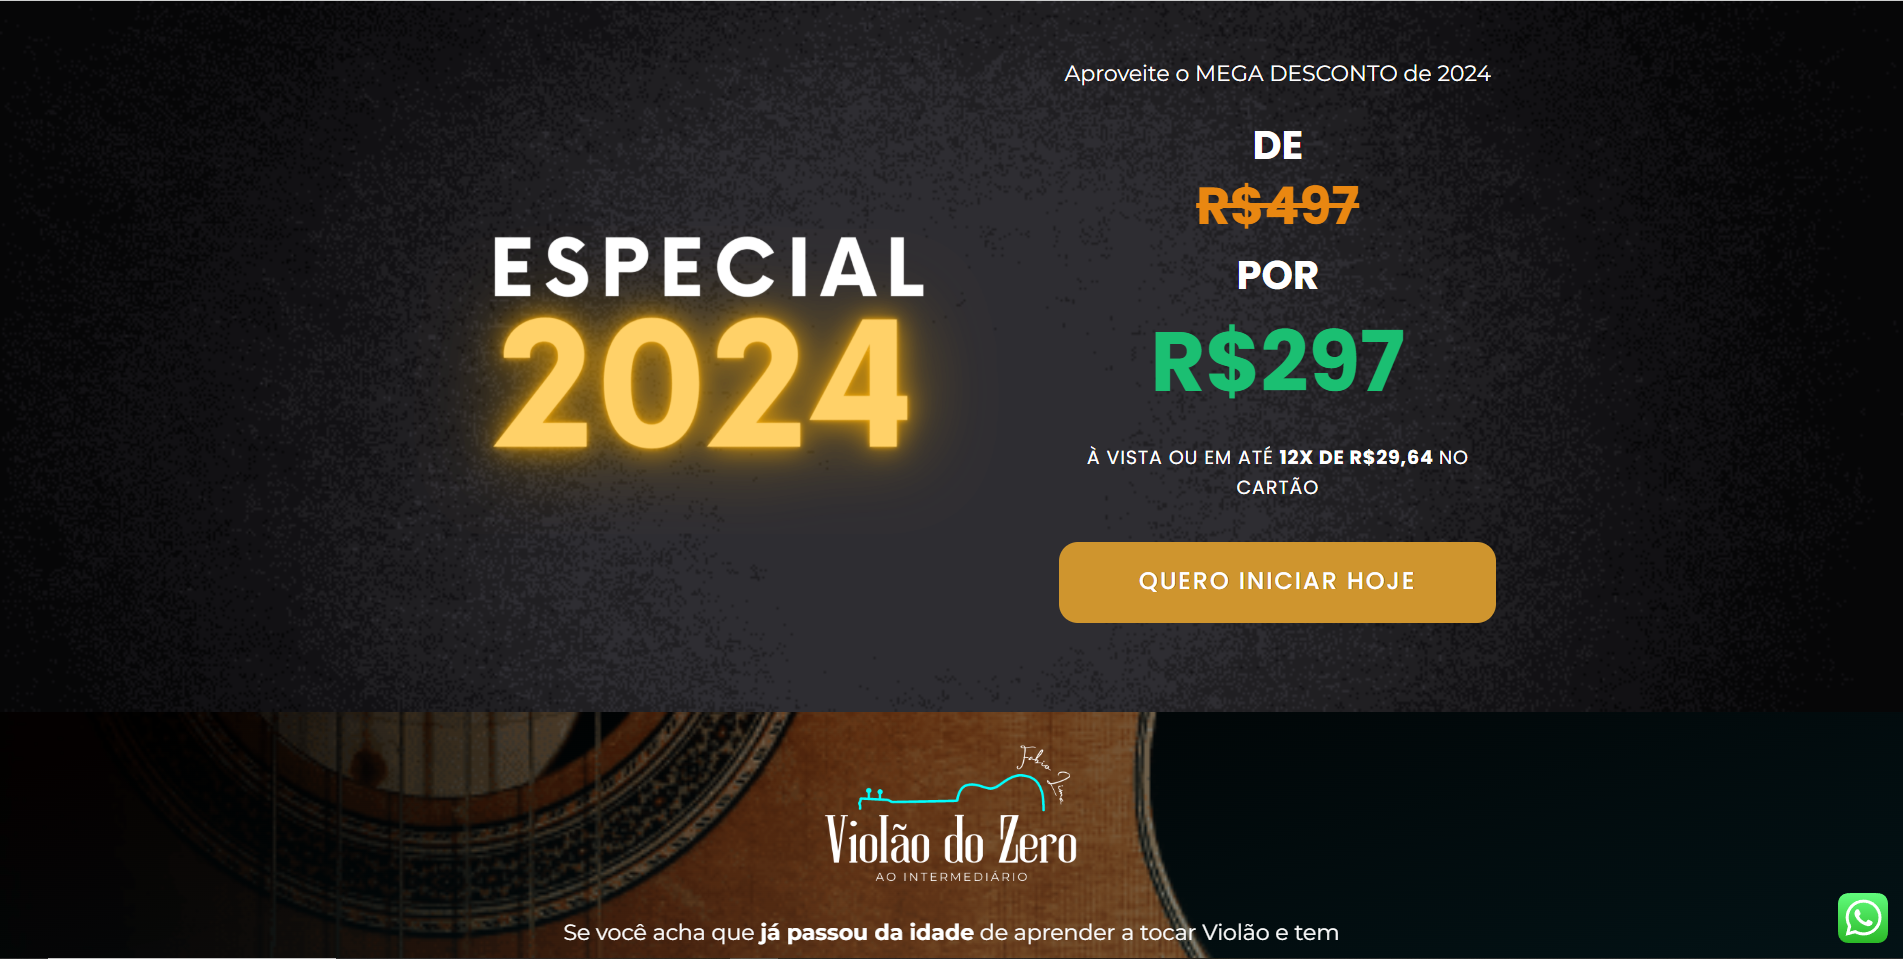 ESPECIAL
2024
Aproveite o MEGA DESCONTO de 2024
DE
R$497
POR
R$297
À VISTA OU EM ATÉ 12X DE R$29,64 NO
CARTÃO
QUERO INICIAR HOJE
Fabio Lima
Violão do Zero
AO INTERMEDIÁRIO
Se você acha que já passou da idade de aprender a tocar Violão e tem